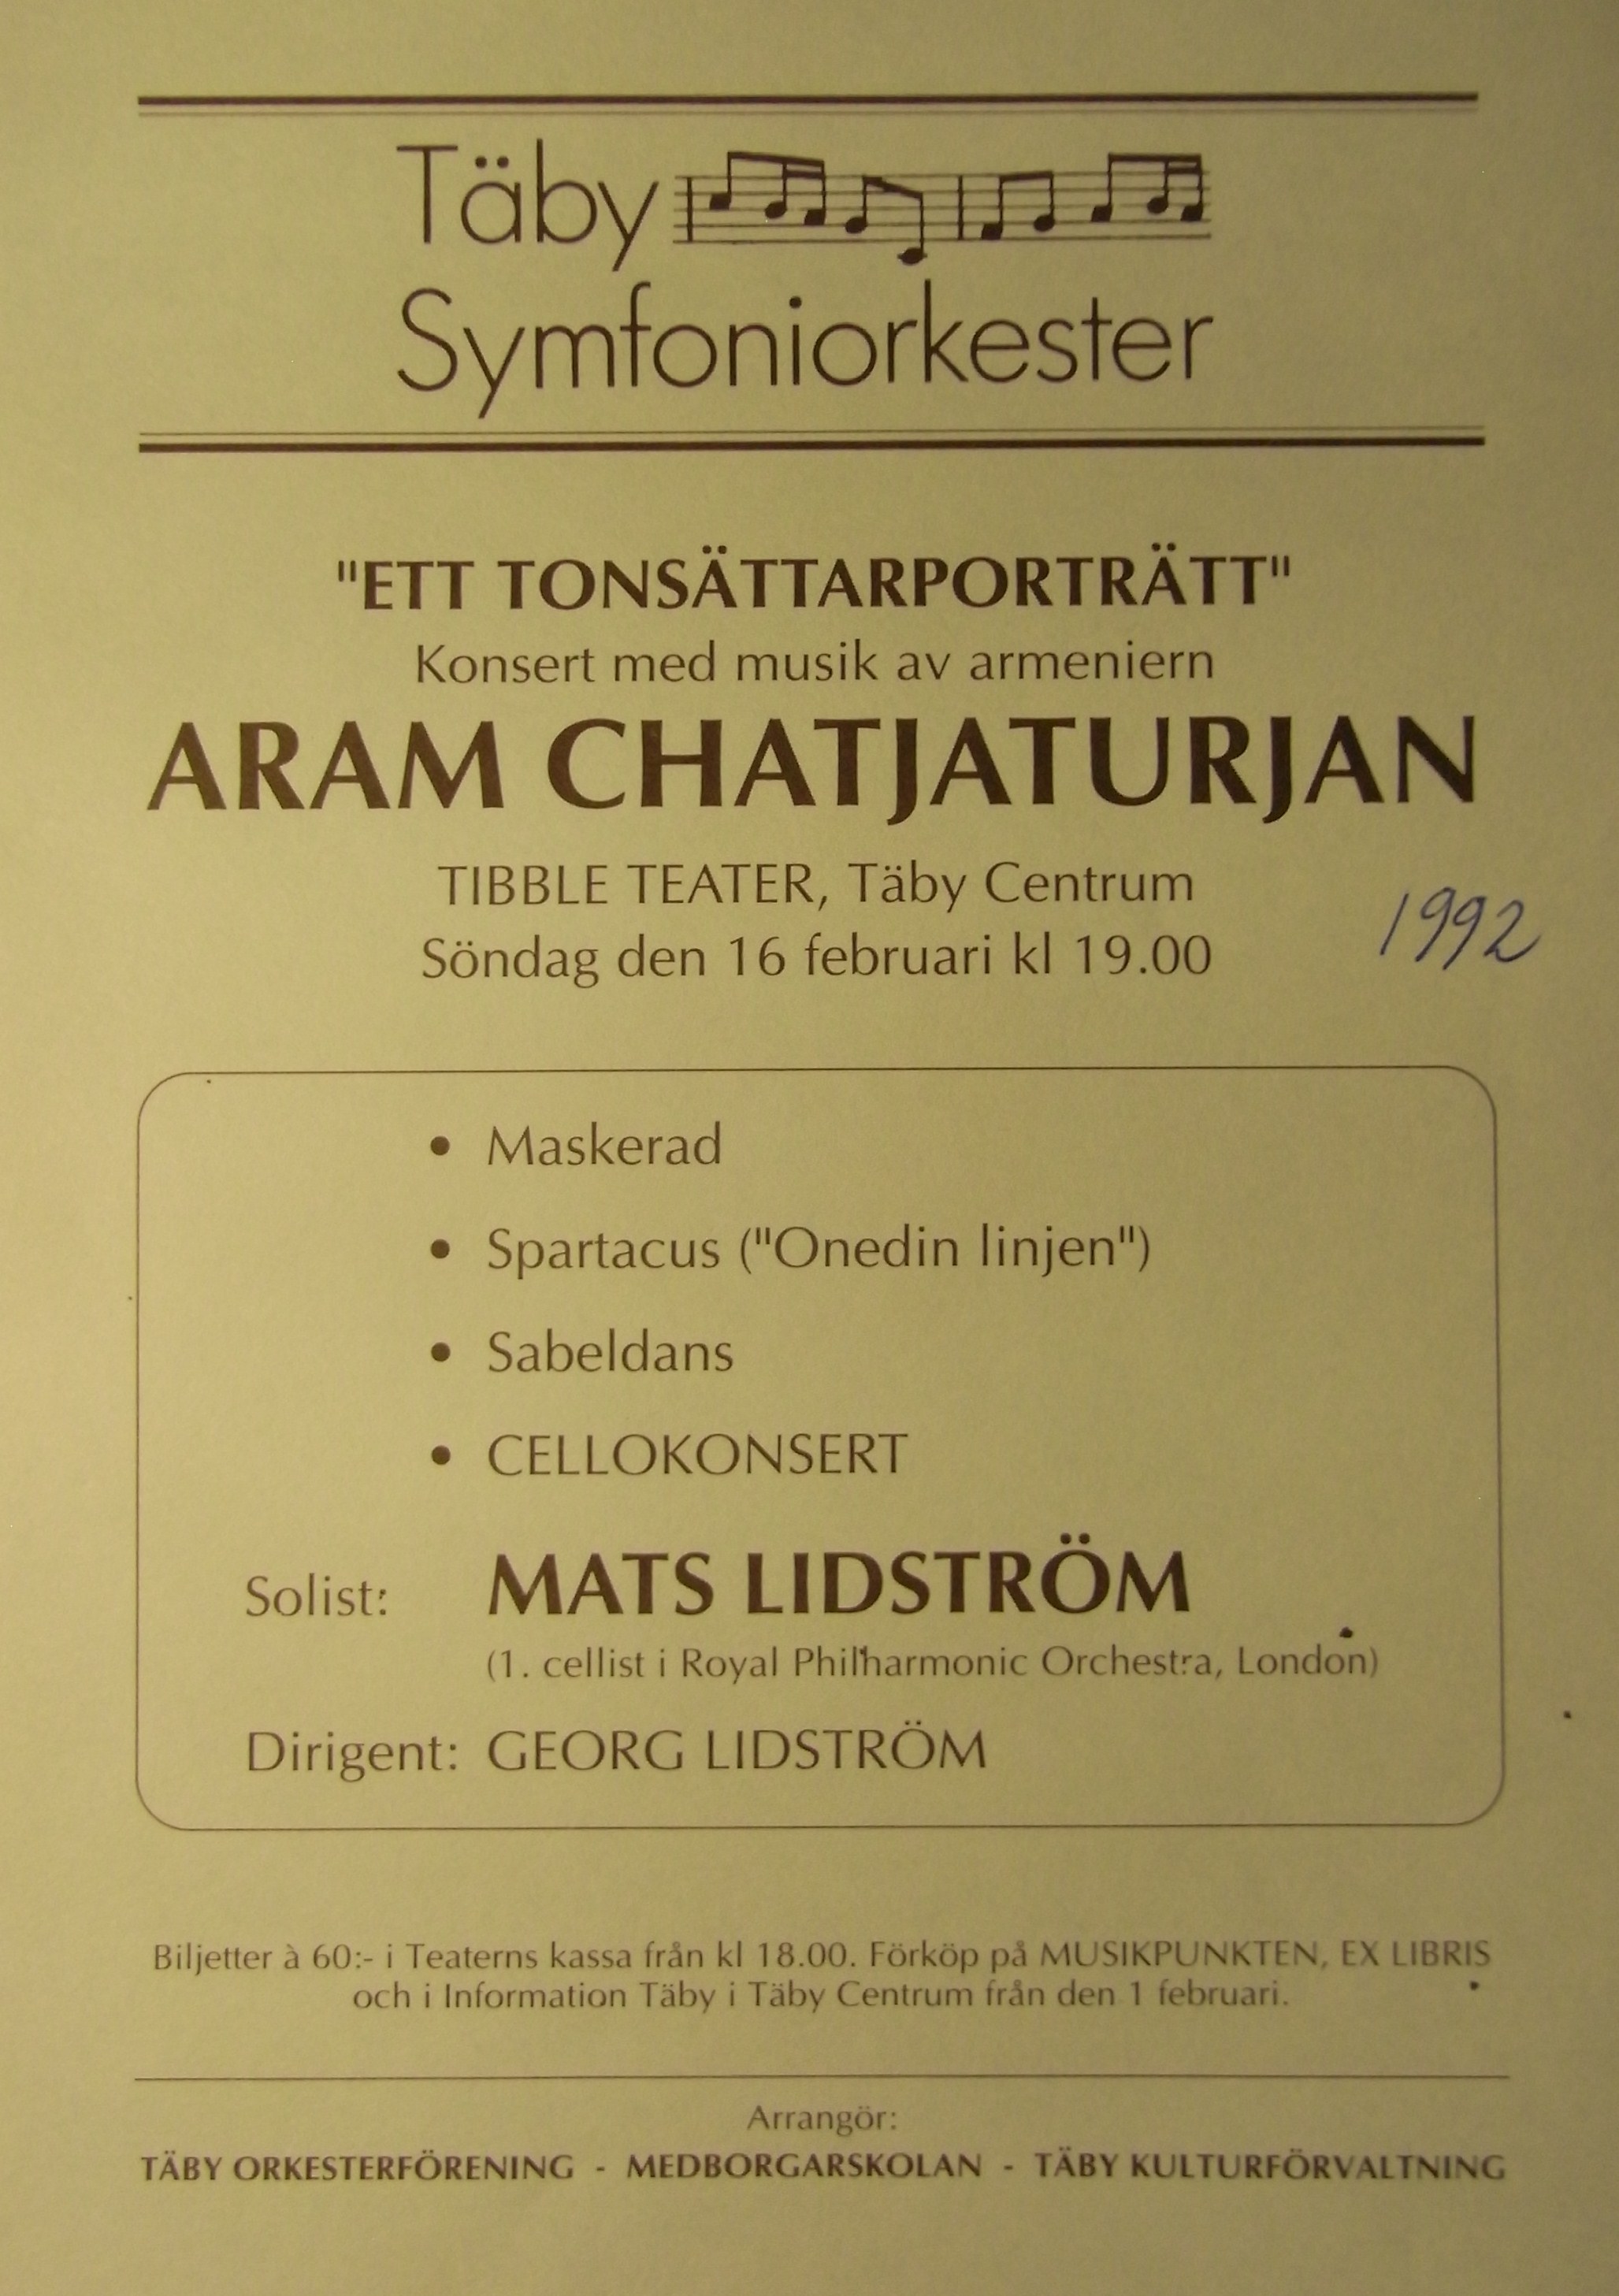 Täby
Symfoniorkester
"ETT TONSÄTTARPORTRÄTT"
Konsert med musik av armeniern
ARAM CHATJATURJAN
TIBBLE TEATER, Täby Centrum
Söndag den 16 februari kl 19.00
1992
• Maskerad
• Spartacus ("Onedin linjen")
• Sabeldans
• CELLOKONSERT
Solist: MATS LIDSTRÖM
(1. cellist i Royal Philharmonic Orchestra, London)
Dirigent: GEORG LIDSTRÖM
Biljetter à 60:- i Teaterns kassa från kl 18.00. Förköp på MUSIKPUNKTEN, EX LIBRIS
och i Information Täby i Täby Centrum från den 1 februari.
Arrangör:
TÄBY ORKESTERFÖRENING - MEDBORGARSKOLAN - TÄBY KULTURFÖRVALTNING